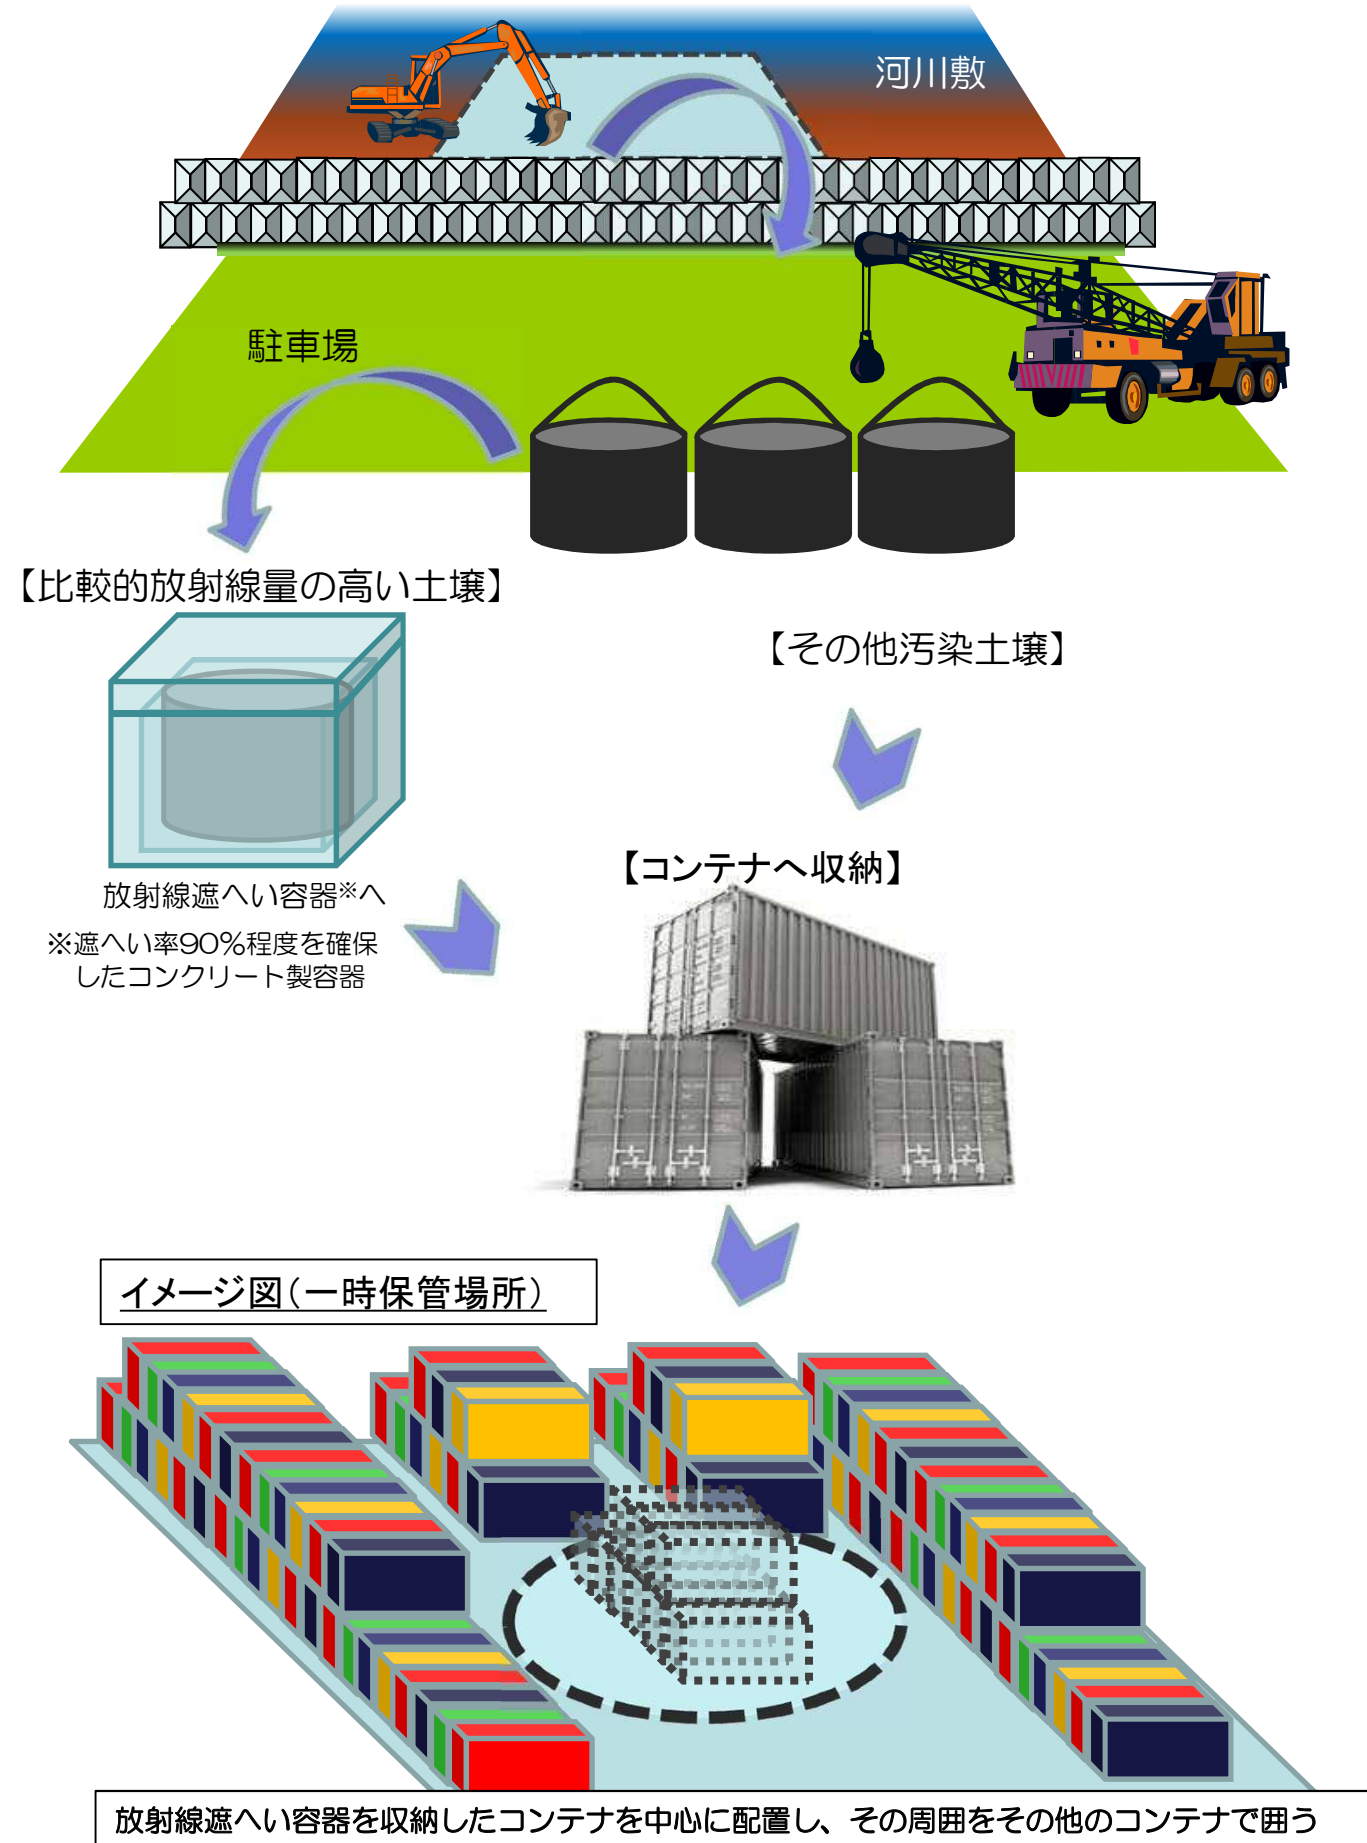 河川敷
駐車場
【比較的放射線量の高い土壌】
【その他汚染土壌】
放射線遮へい容器※へ
※遮へい率90%程度を確保
したコンクリート製容器
【コンテナへ収納】
イメージ図（一時保管場所）
放射線遮へい容器を収納したコンテナを中心に配置し、その周囲をその他のコンテナで囲う